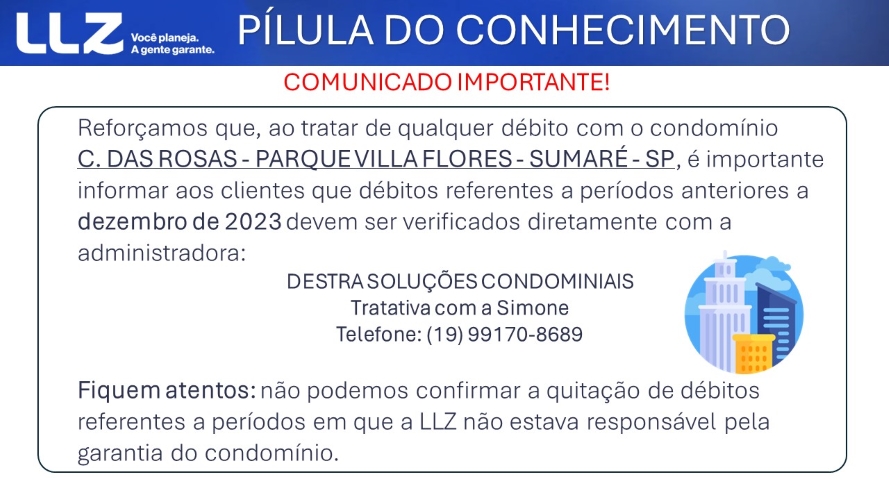 LLZ Você planeja.
A gente garante.
PÍLULA DO CONHECIMENTO
COMUNICADO IMPORTANTE!
Reforçamos que, ao tratar de qualquer débito com o condomínio
C. DAS ROSAS - PARQUE VILLA FLORES - SUMARÉ - SP, é importante
informar aos clientes que débitos referentes a períodos anteriores a
dezembro de 2023 devem ser verificados diretamente com a
administradora:
DESTRA SOLUÇÕES CONDOMINIAIS
Tratativa com a Simone
Telefone: (19) 99170-8689
Fiquem atentos: não podemos confirmar a quitação de débitos
referentes a períodos em que a LLZ não estava responsável pela
garantia do condomínio.